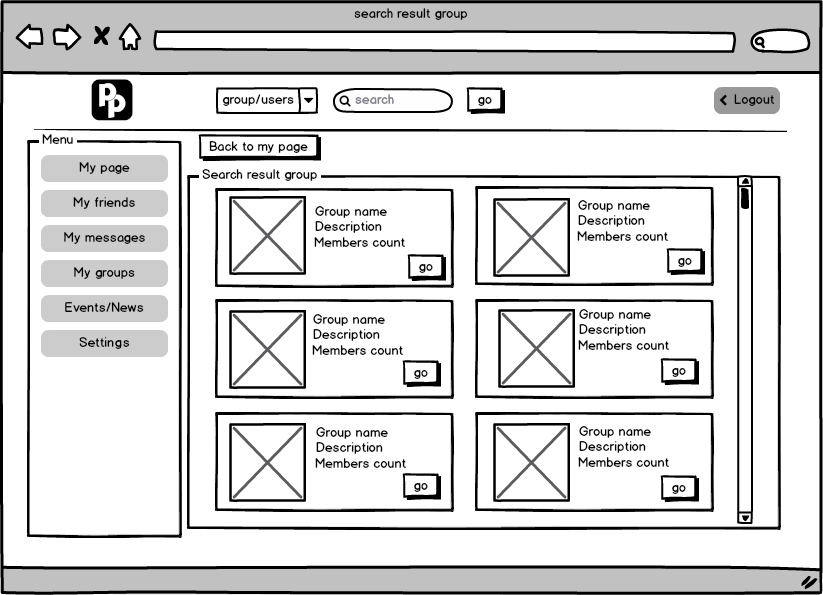 search result group
Pp
group/users
search
go
Logout
Menu
My page
My friends
My messages
My groups
Events/News
Settings
Back to my page
Search result group
Group name
Description
Members count
go
Group name
Description
Members count
go
Group name
Description
Members count
go
Group name
Description
Members count
go
Group name
Description
Members count
go
Group name
Description
Members count
go